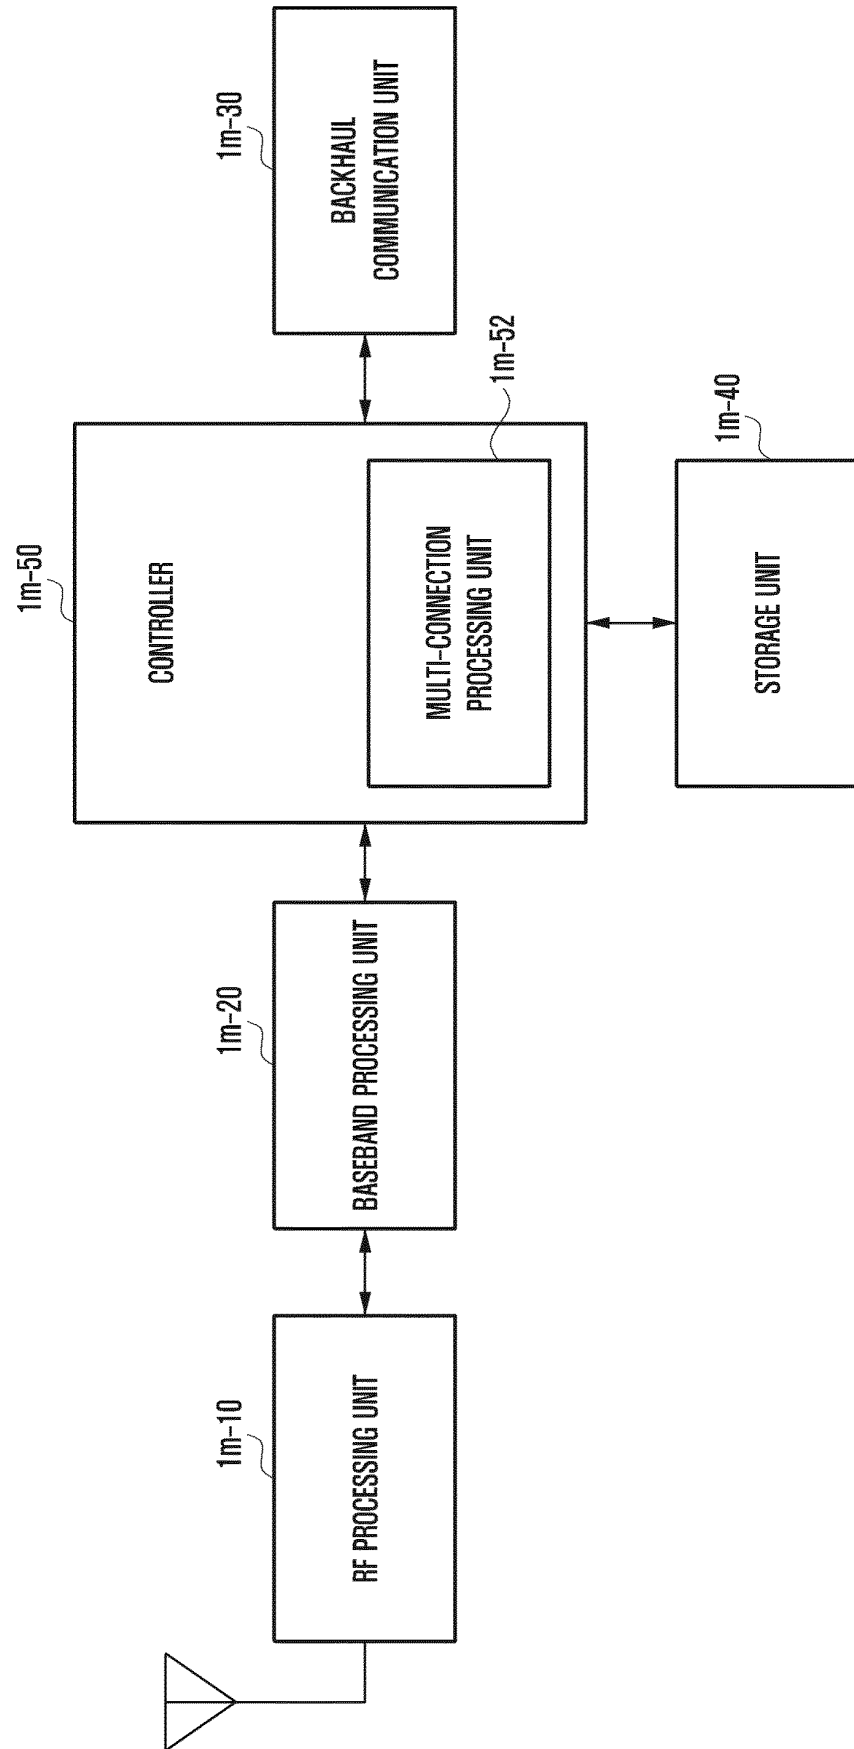 1m-10
RF PROCESSING UNIT
1m-20
BASEBAND PROCESSING UNIT
1m-50
CONTROLLER
1m-52
MULTI-CONNECTION
PROCESSING UNIT
1m-30
BACKHAUL
COMMUNICATION UNIT
1m-40
STORAGE UNIT